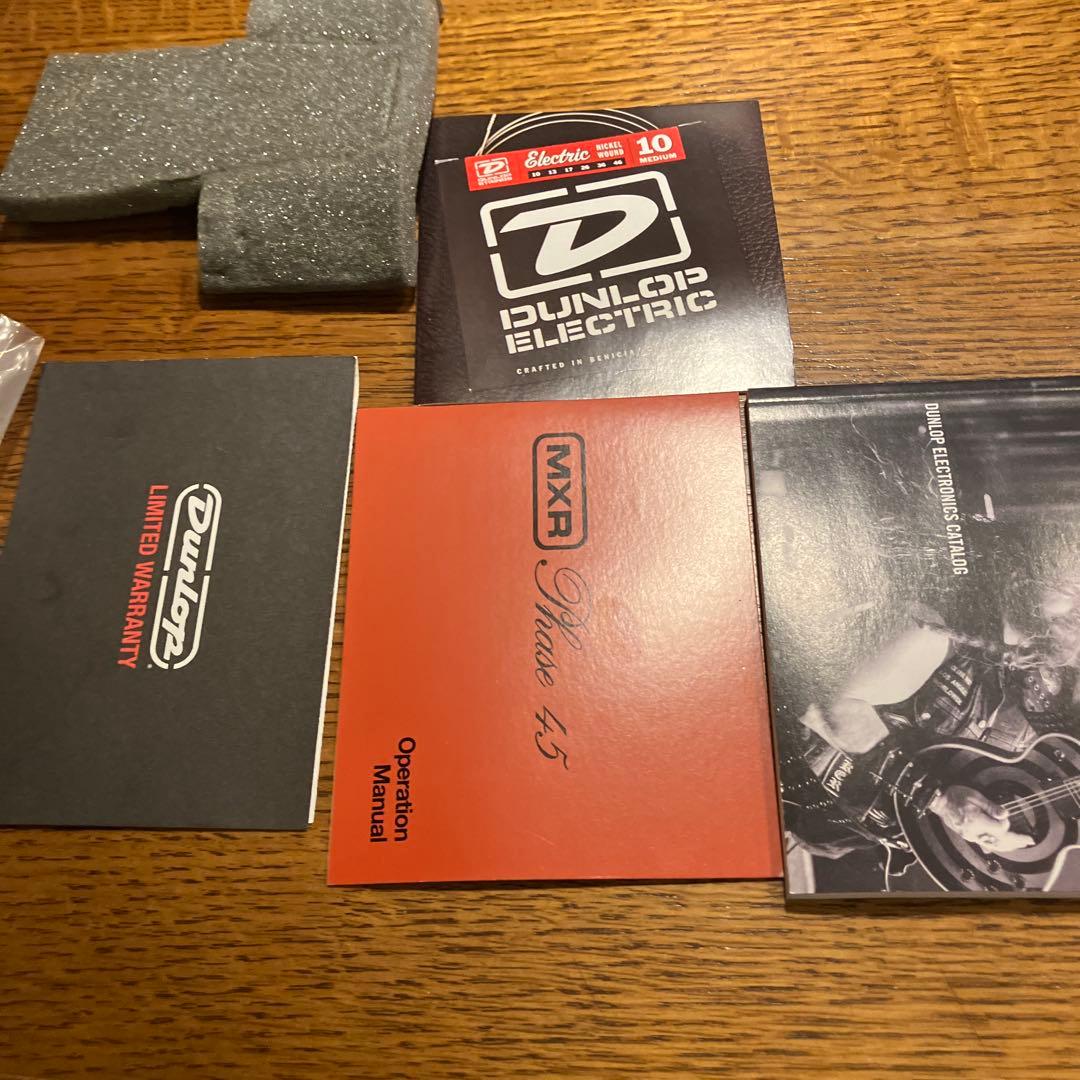 Electric
NICKEL
WOUND
10
MEDIUM
10 13 17 26 36 46
D
DUNLOP
ELECTRIC
CRAFTED IN BENICIA
Dunlop
LIMITED WARRANTY
MXR
Phase 45
Operation
Manual
DUNLOP ELECTRONICS CATALOG